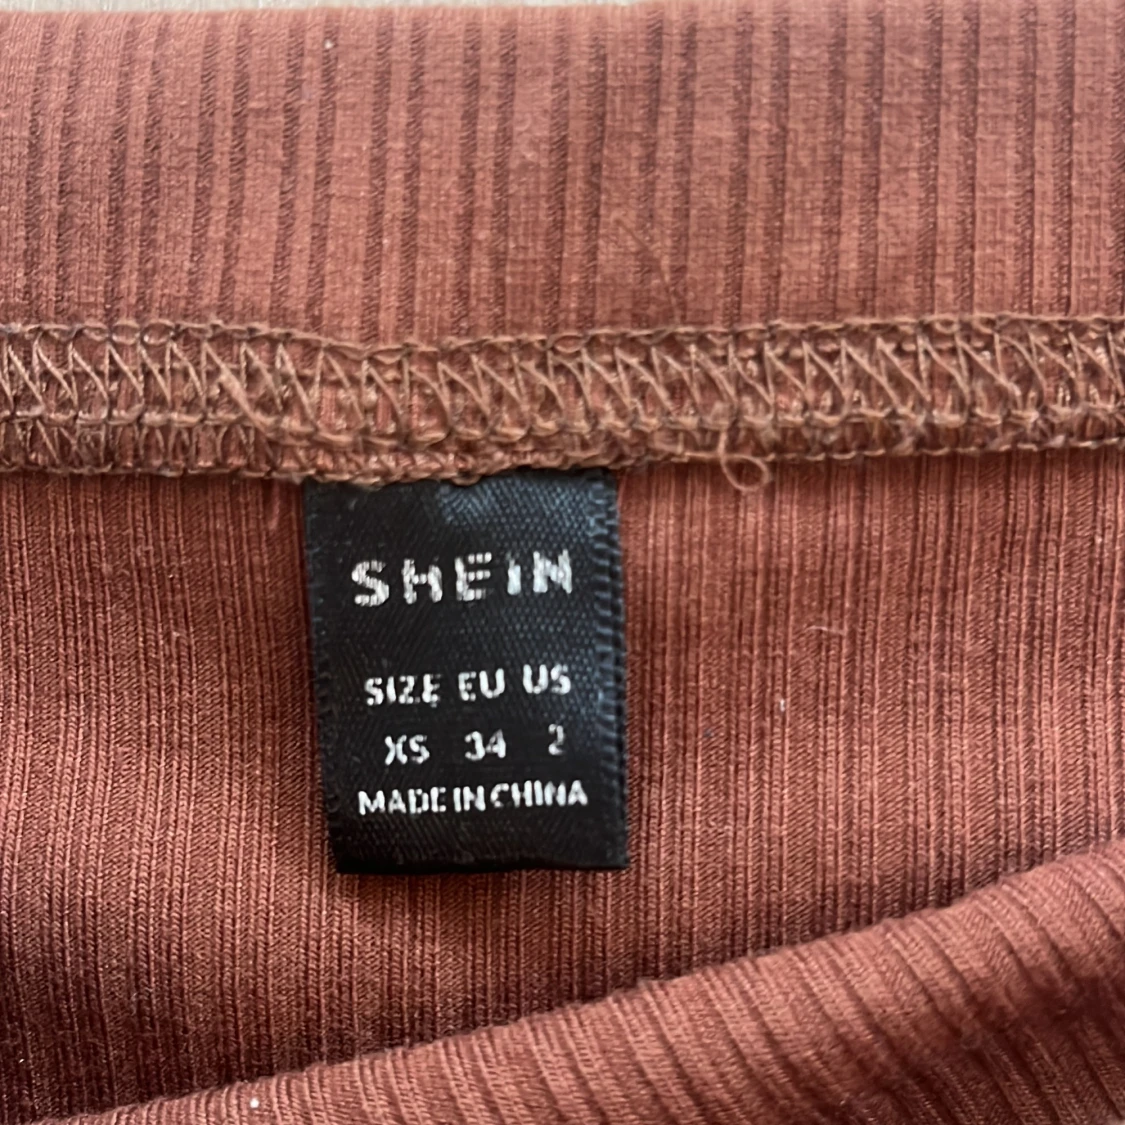 SHEIN
SIZE EU US
XS 34 2
MADE IN CHINA